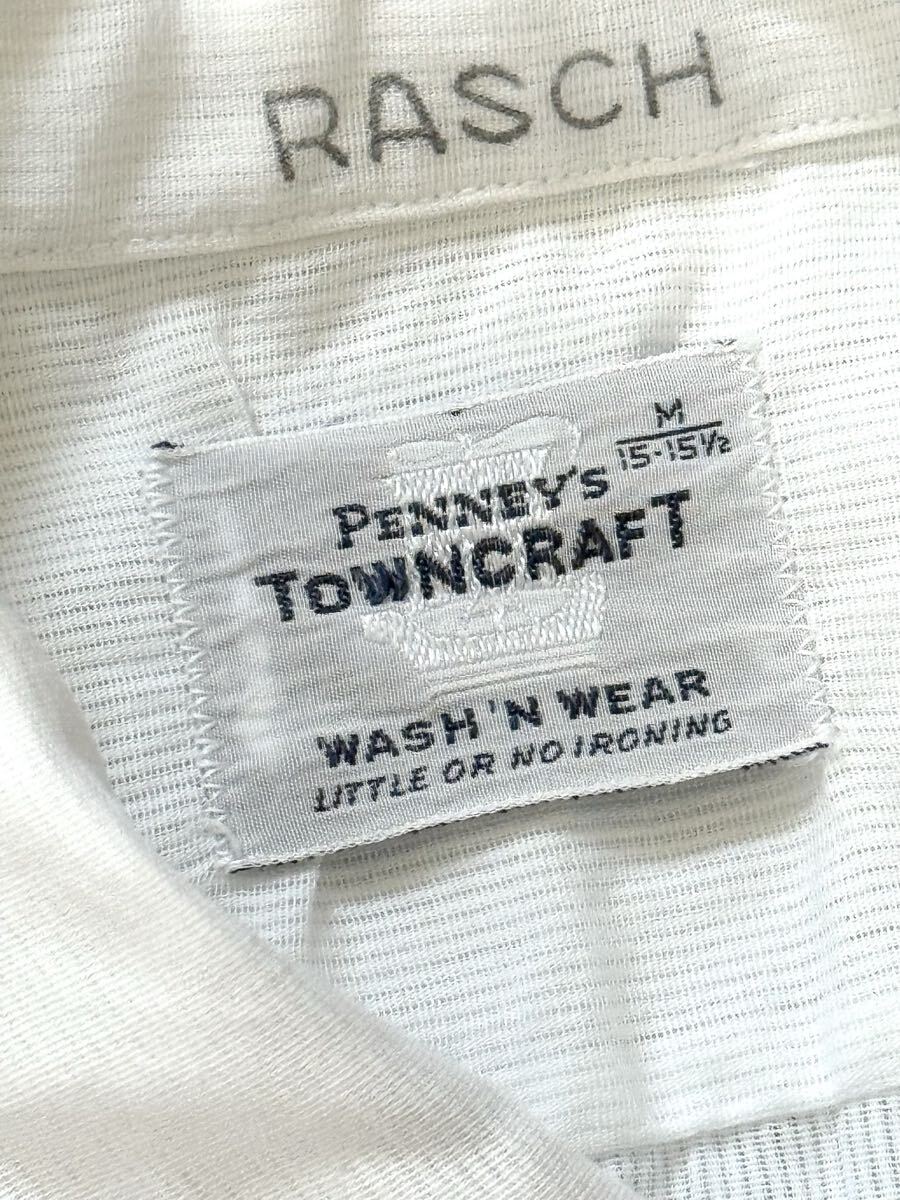 RASCH
M
15-15½
PENNEY'S
TOWNCRAFT
WASH 'N WEAR
LITTLE OR NO IRONING